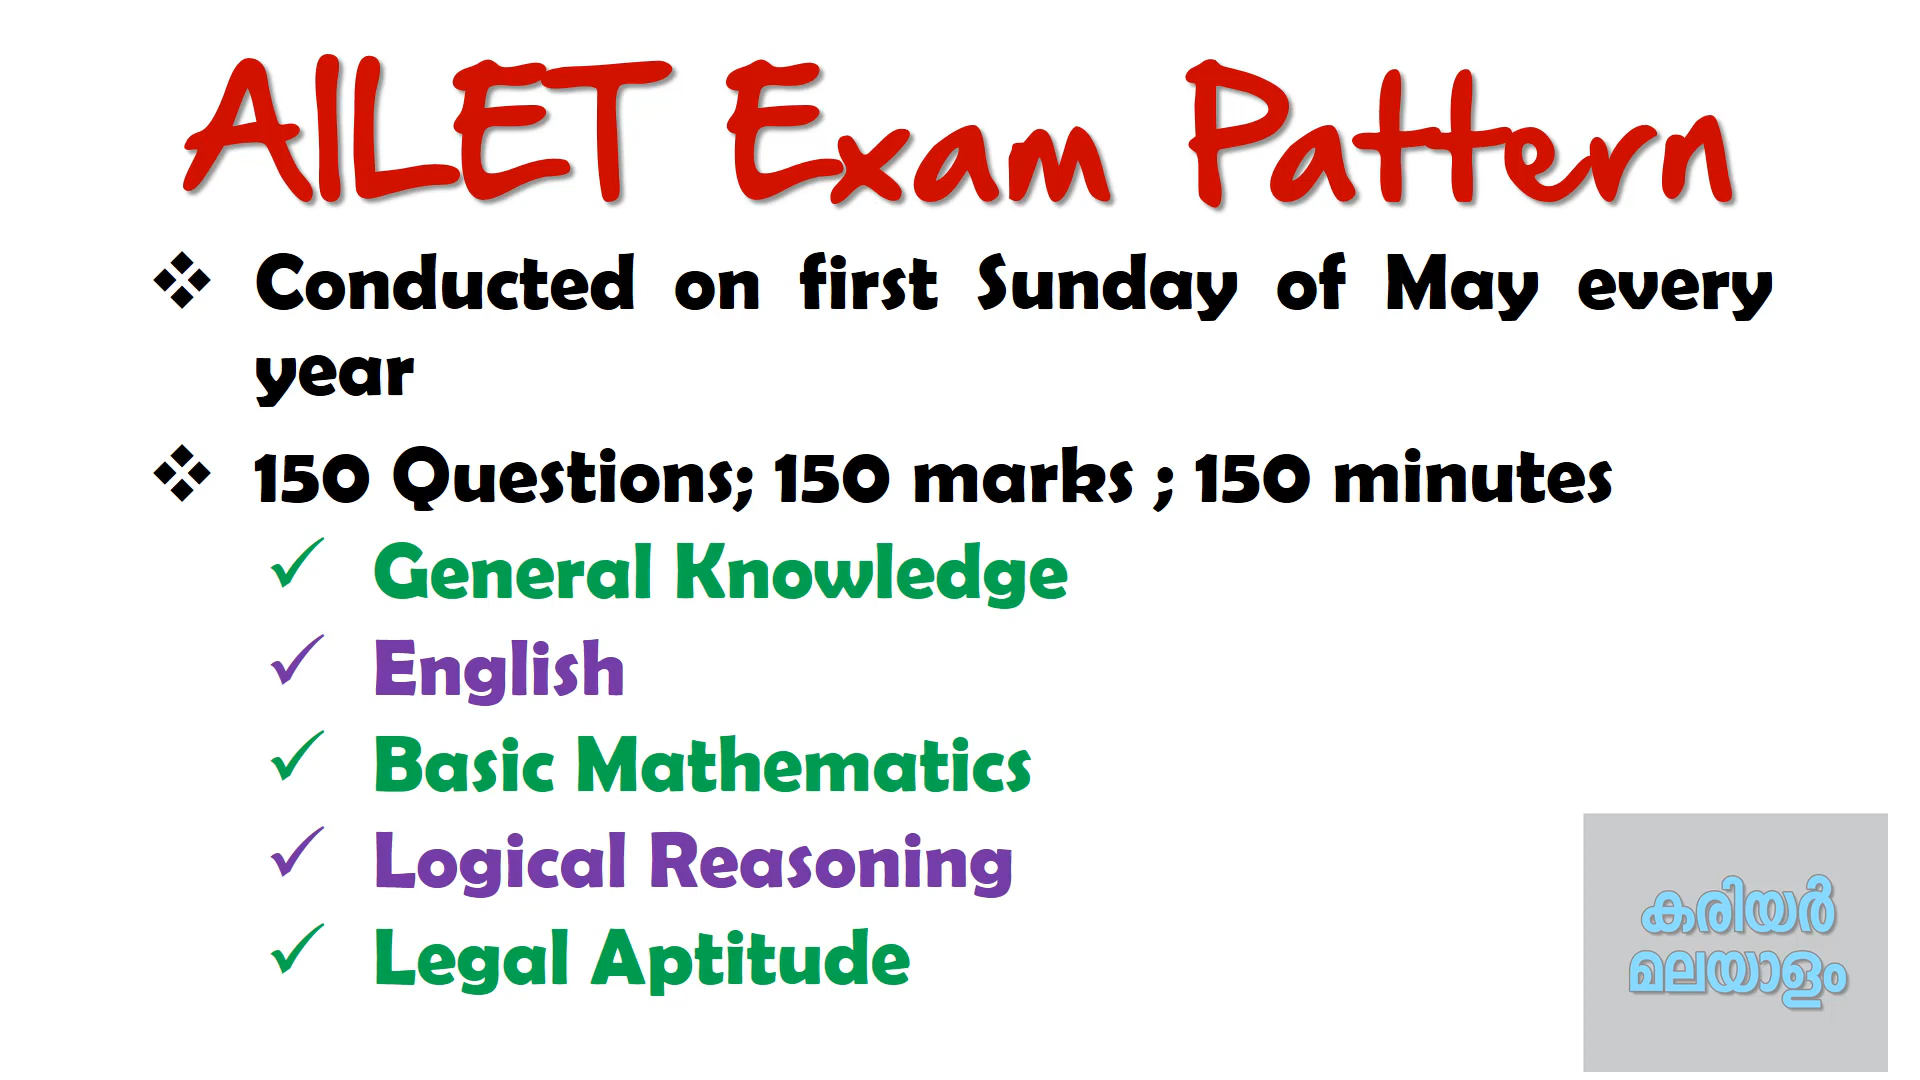 AILET Exam Pattern
❖ Conducted on first Sunday of May every
year
❖ 150 Questions; 150 marks ; 150 minutes
✓ General Knowledge
✓ English
✓ Basic Mathematics
✓ Logical Reasoning
✓ Legal Aptitude
കരിയർ
മലയാളം